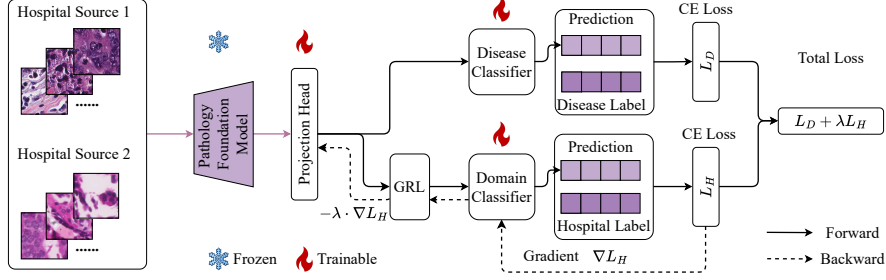 Hospital Source 1
......
Hospital Source 2
......
Pathology
Foundation
Model
Projection Head
GRL
−λ · ∇L_H
Disease
Classifier
Domain
Classifier
Prediction
Disease Label
Prediction
Hospital Label
CE Loss
L_D
CE Loss
L_H
Total Loss
L_D + λL_H
Gradient ∇L_H
Forward
Backward
Frozen
Trainable